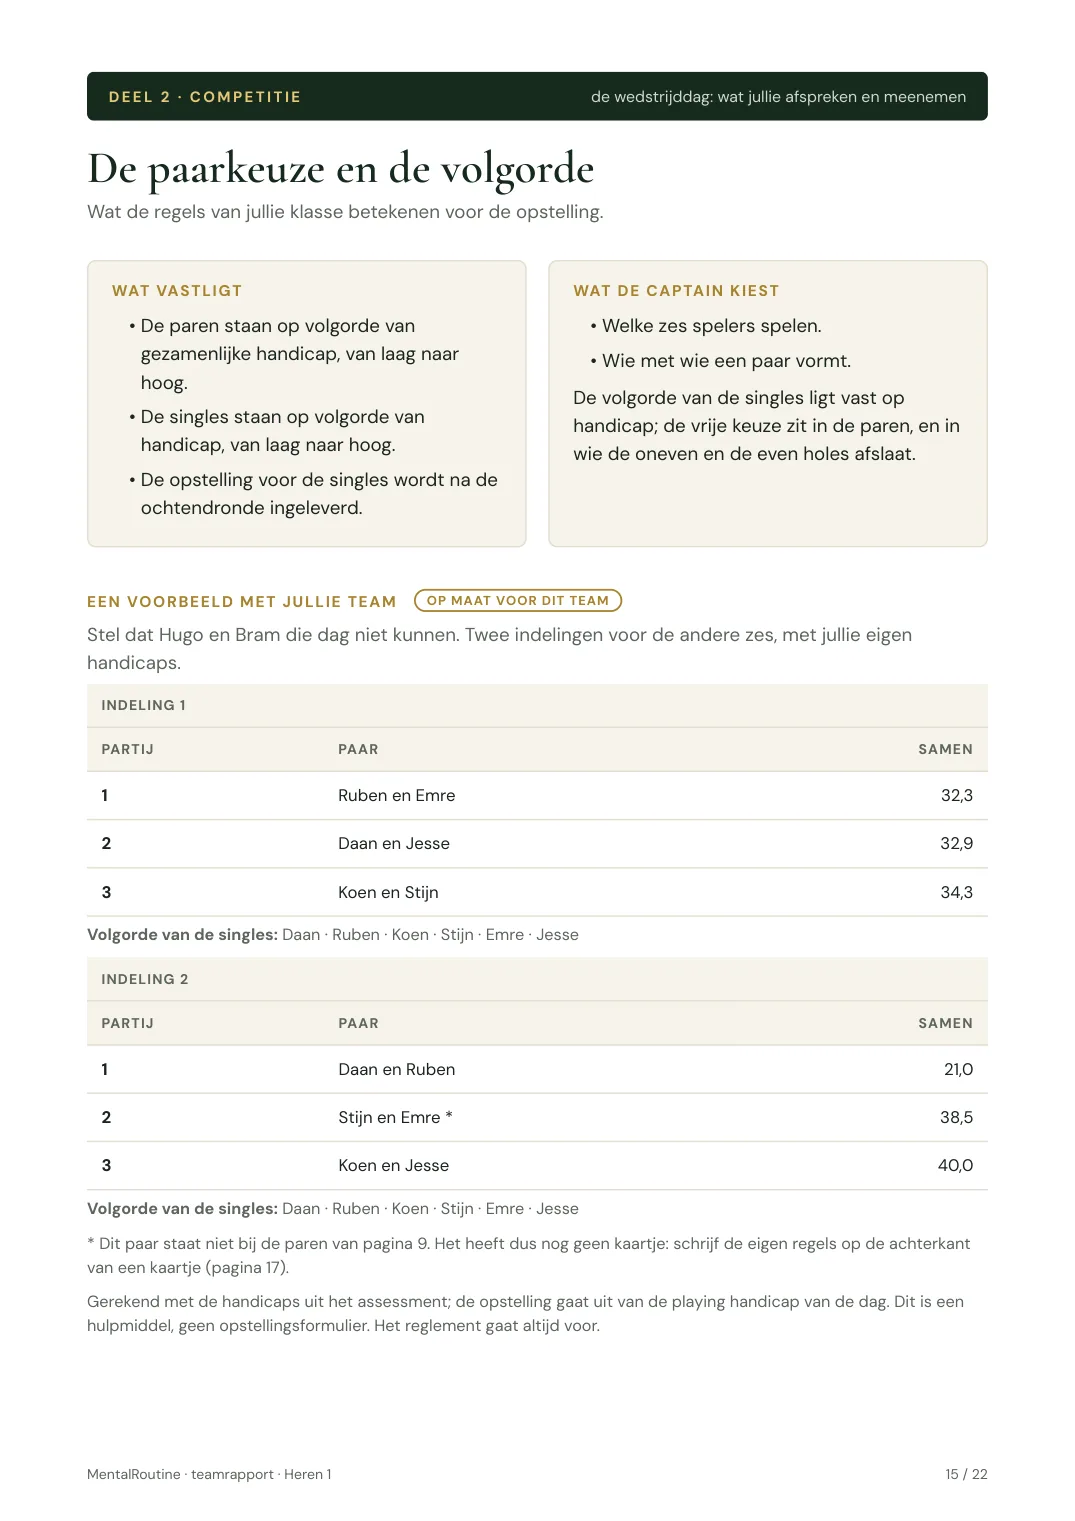 DEEL 2 · COMPETITIE
de wedstrijddag: wat jullie afspreken en meenemen
De paarkeuze en de volgorde
Wat de regels van jullie klasse betekenen voor de opstelling.
WAT VASTLIGT
• De paren staan op volgorde van
gezamenlijke handicap, van laag naar
hoog.
• De singles staan op volgorde van
handicap, van laag naar hoog.
• De opstelling voor de singles wordt na de
ochtendronde ingeleverd.
WAT DE CAPTAIN KIEST
• Welke zes spelers spelen.
• Wie met wie een paar vormt.
De volgorde van de singles ligt vast op
handicap; de vrije keuze zit in de paren, en in
wie de oneven en de even holes afslaat.
EEN VOORBEELD MET JULLIE TEAM OP MAAT VOOR DIT TEAM
Stel dat Hugo en Bram die dag niet kunnen. Twee indelingen voor de andere zes, met jullie eigen
handicaps.
INDELING 1
PARTIJ PAAR SAMEN
1 Ruben en Emre 32,3
2 Daan en Jesse 32,9
3 Koen en Stijn 34,3
Volgorde van de singles: Daan · Ruben · Koen · Stijn · Emre · Jesse
INDELING 2
PARTIJ PAAR SAMEN
1 Daan en Ruben 21,0
2 Stijn en Emre * 38,5
3 Koen en Jesse 40,0
Volgorde van de singles: Daan · Ruben · Koen · Stijn · Emre · Jesse
* Dit paar staat niet bij de paren van pagina 9. Het heeft dus nog geen kaartje: schrijf de eigen regels op de achterkant
van een kaartje (pagina 17).
Gerekend met de handicaps uit het assessment; de opstelling gaat uit van de playing handicap van de dag. Dit is een
hulpmiddel, geen opstellingsformulier. Het reglement gaat altijd voor.
MentalRoutine · teamrapport · Heren 1
15 / 22